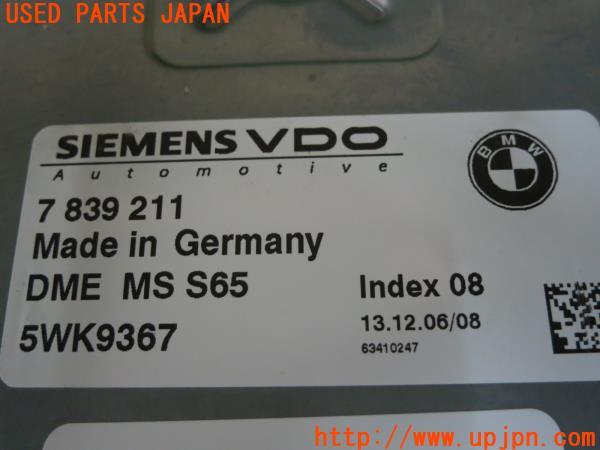 USED PARTS JAPAN
SIEMENS VDO
Automotive
BMW
7 839 211
Made in Germany
DME MS S65
Index 08
5WK9367
13.12.06/08
63410247
UPJ http://www.upjpn.com